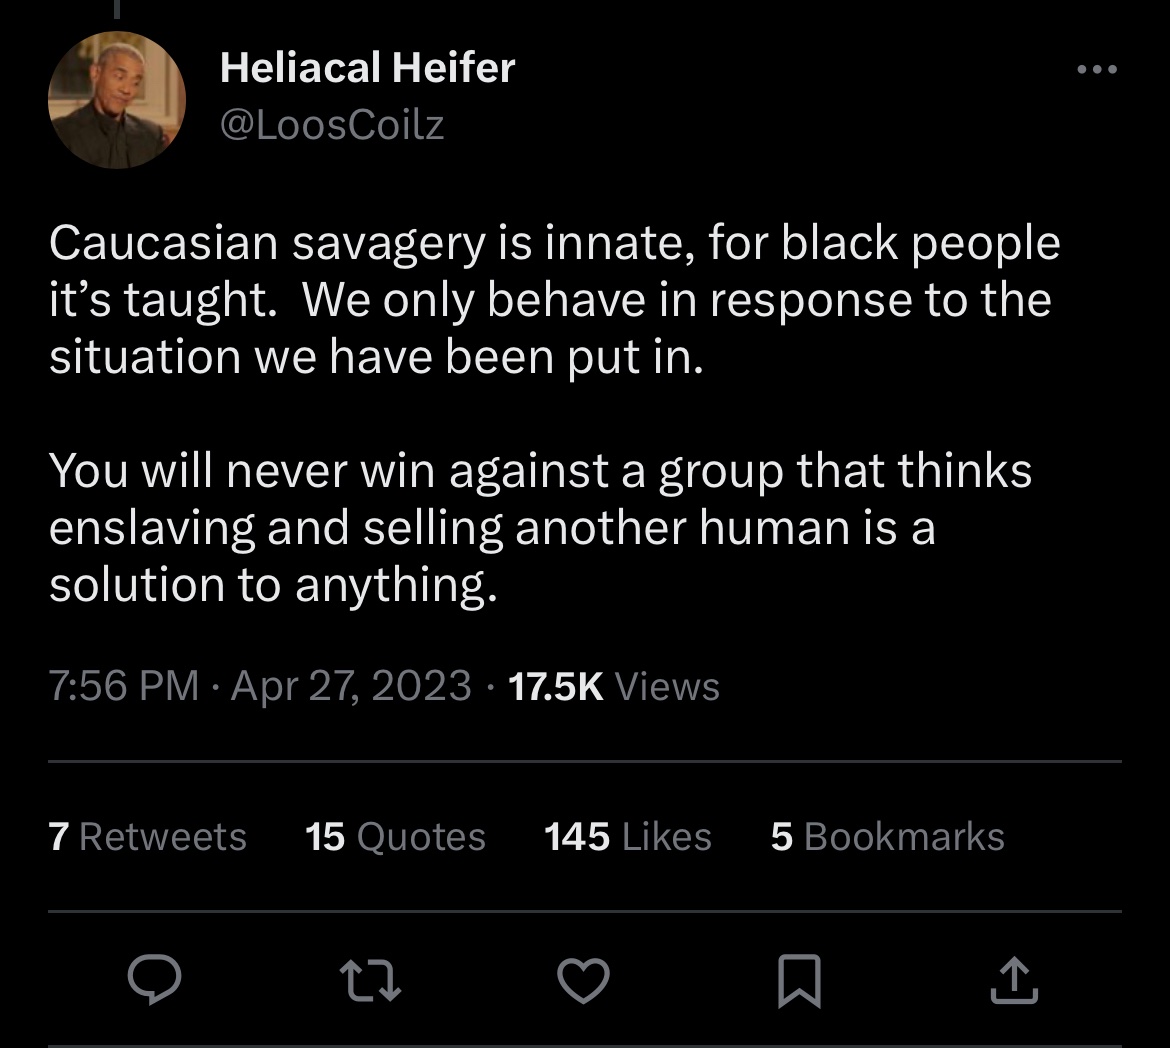 Heliacal Heifer
@LoosCoilz
Caucasian savagery is innate, for black people
it’s taught.  We only behave in response to the
situation we have been put in.
You will never win against a group that thinks
enslaving and selling another human is a
solution to anything.
7:56 PM · Apr 27, 2023 · 17.5K Views
7 Retweets 15 Quotes 145 Likes 5 Bookmarks